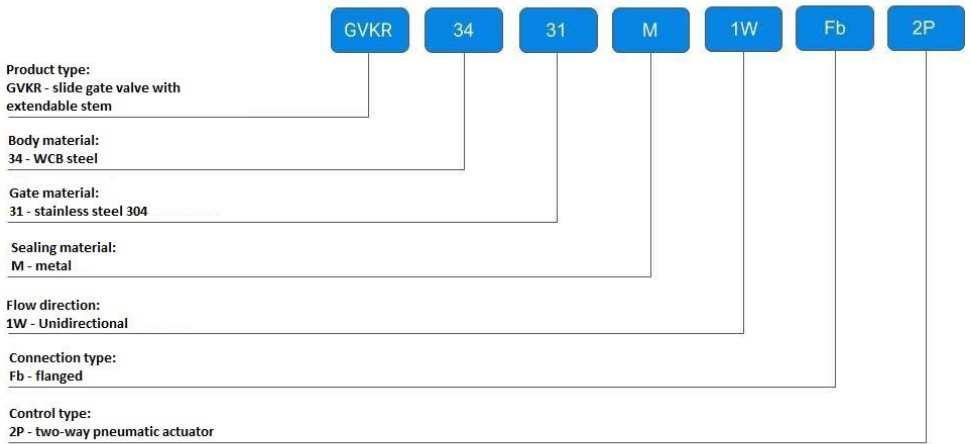 GVKR 34 31 M 1W Fb 2P
Product type:
GVKR - slide gate valve with
extendable stem
Body material:
34 - WCB steel
Gate material:
31 - stainless steel 304
Sealing material:
M - metal
Flow direction:
1W - Unidirectional
Connection type:
Fb - flanged
Control type:
2P - two-way pneumatic actuator